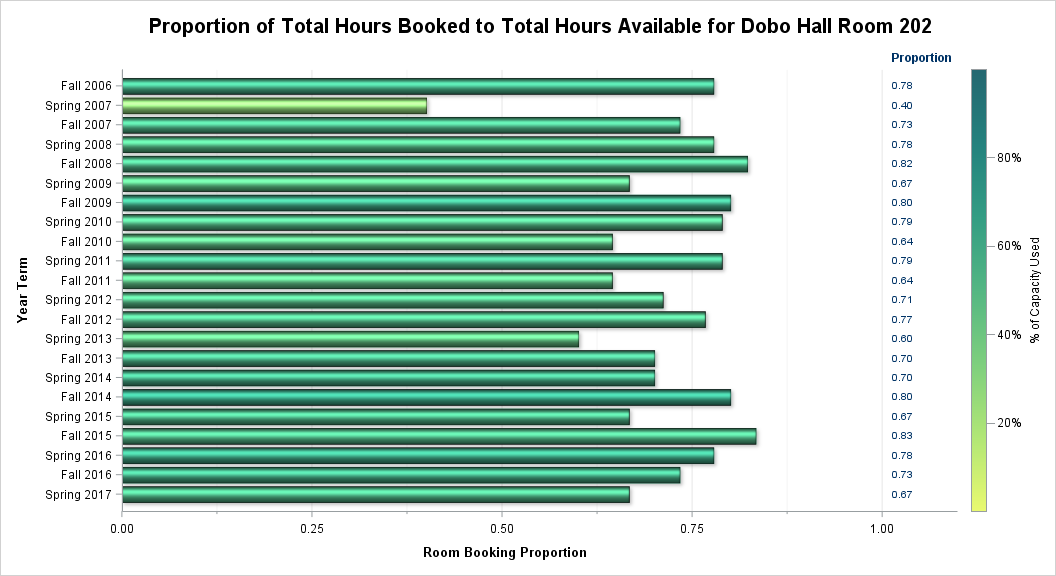 Proportion of Total Hours Booked to Total Hours Available for Dobo Hall Room 202
Proportion
Fall 2006 0.78
Spring 2007 0.40
Fall 2007 0.73
Spring 2008 0.78
Fall 2008 0.82
Spring 2009 0.67
Fall 2009 0.80
Spring 2010 0.79
Fall 2010 0.64
Spring 2011 0.79
Fall 2011 0.64
Spring 2012 0.71
Fall 2012 0.77
Spring 2013 0.60
Fall 2013 0.70
Spring 2014 0.70
Fall 2014 0.80
Spring 2015 0.67
Fall 2015 0.83
Spring 2016 0.78
Fall 2016 0.73
Spring 2017 0.67
Year Term
0.00 0.25 0.50 0.75 1.00
Room Booking Proportion
80%
60%
40%
20%
% of Capacity Used